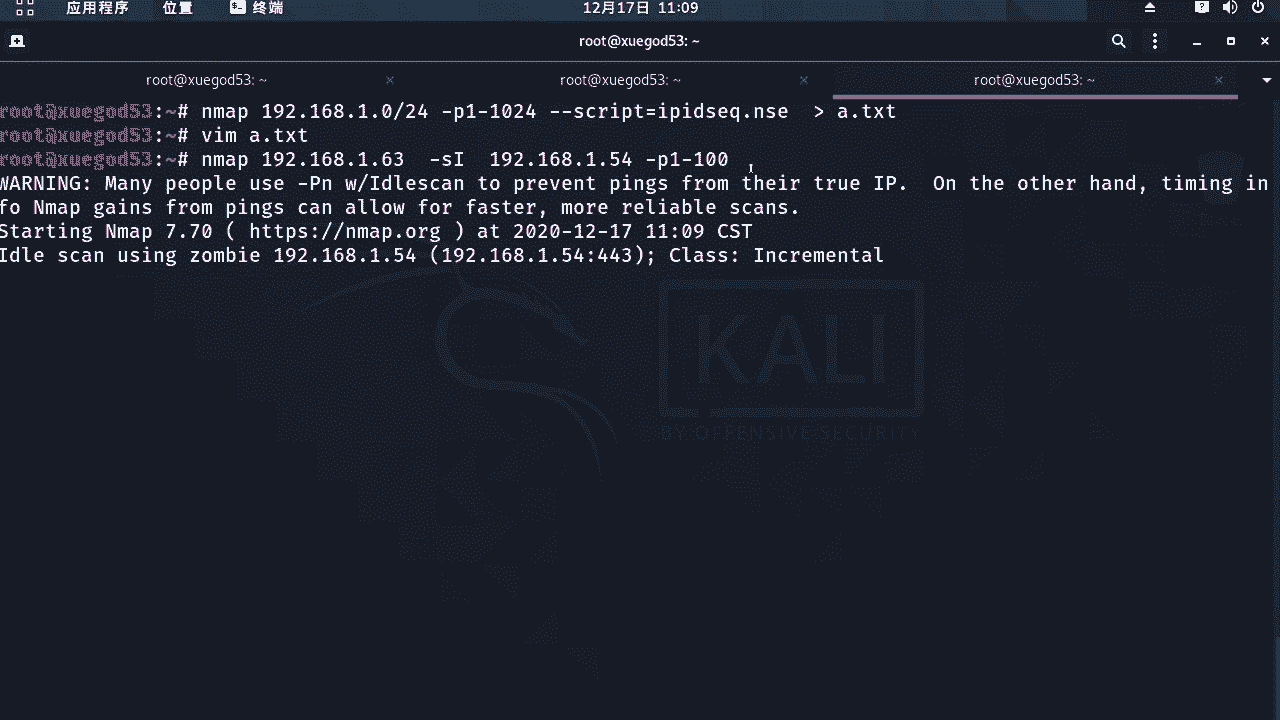 应用程序 位置 终端 12月17日 11:09
root@xuegod53: ~
root@xuegod53: ~ root@xuegod53: ~ root@xuegod53: ~
root@xuegod53:~# nmap 192.168.1.0/24 -p1-1024 --script=ipidseq.nse  > a.txt
root@xuegod53:~# vim a.txt
root@xuegod53:~# nmap 192.168.1.63  -sI  192.168.1.54 -p1-100
WARNING: Many people use -Pn w/Idlescan to prevent pings from their true IP.  On the other hand, timing in
fo Nmap gains from pings can allow for faster, more reliable scans.
Starting Nmap 7.70 ( https://nmap.org ) at 2020-12-17 11:09 CST
Idle scan using zombie 192.168.1.54 (192.168.1.54:443); Class: Incremental
KALI
BY OFFENSIVE SECURITY